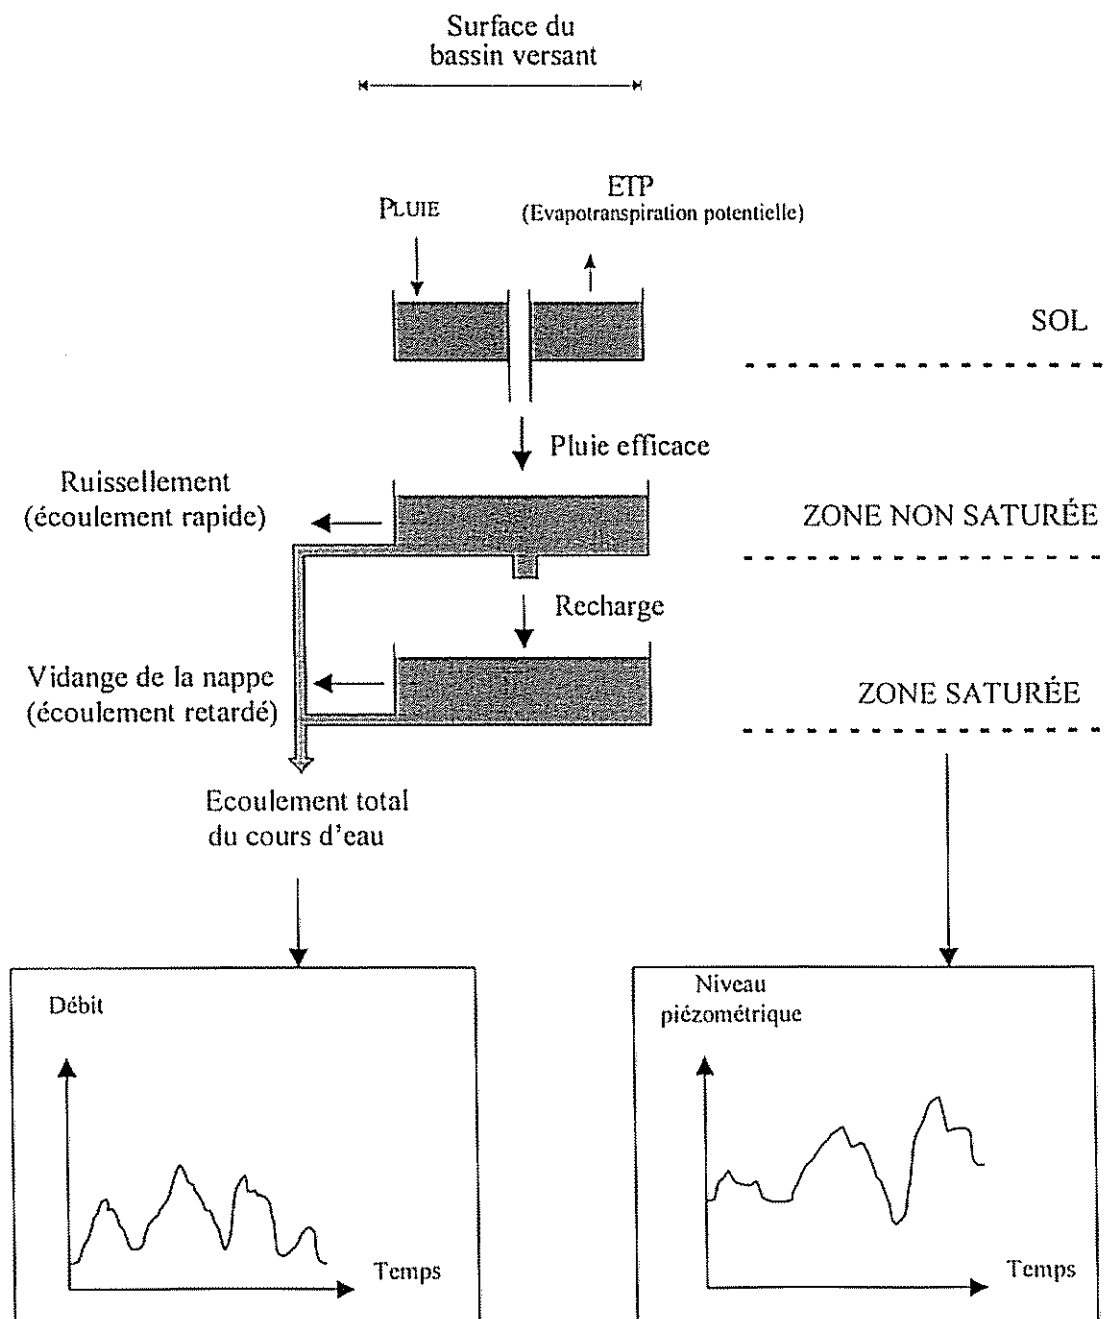 Surface du
bassin versant
PLUIE
ETP
(Evapotranspiration potentielle)
SOL
Pluie efficace
Ruissellement
(écoulement rapide)
ZONE NON SATURÉE
Recharge
Vidange de la nappe
(écoulement retardé)
ZONE SATURÉE
Ecoulement total
du cours d'eau
Débit
Temps
Niveau
piézométrique
Temps